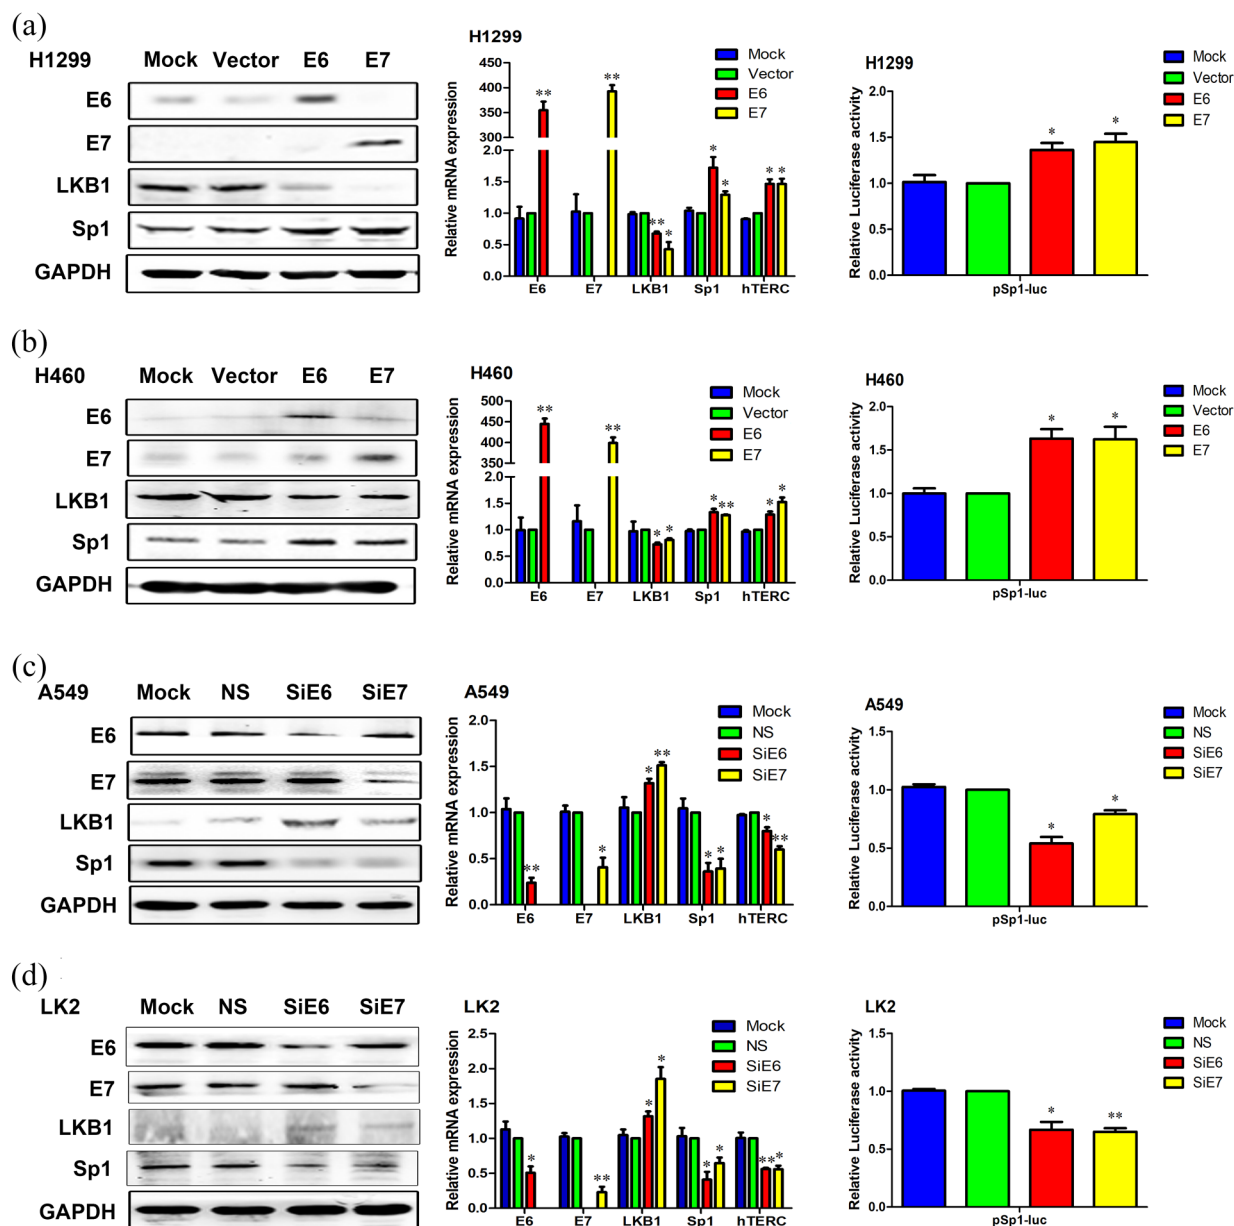 (a)
H1299 Mock Vector E6 E7
E6
E7
LKB1
Sp1
GAPDH
H1299
Mock
Vector
E6
E7
Relative mRNA expression
450
400
350
300
2.0
1.5
1.0
0.5
0.0
** ** ** * * * * *
E6 E7 LKB1 Sp1 hTERC
H1299
Mock
Vector
E6
E7
Relative Luciferase activity
2.0
1.5
1.0
0.5
0.0
* *
pSp1-luc
(b)
H460 Mock Vector E6 E7
E6
E7
LKB1
Sp1
GAPDH
H460
Mock
Vector
E6
E7
Relative mRNA expression
500
450
400
350
300
2.0
1.5
1.0
0.5
0.0
** ** * * * ** * *
E6 E7 LKB1 Sp1 hTERC
H460
Mock
Vector
E6
E7
Relative Luciferase activity
2.0
1.5
1.0
0.5
0.0
* *
pSp1-luc
(c)
A549 Mock NS SiE6 SiE7
E6
E7
LKB1
Sp1
GAPDH
A549
Mock
NS
SiE6
SiE7
Relative mRNA expression
2.0
1.5
1.0
0.5
0.0
** * * ** * * * **
E6 E7 LKB1 Sp1 hTERC
A549
Mock
NS
SiE6
SiE7
Relative Luciferase activity
1.5
1.0
0.5
0.0
* *
pSp1-luc
(d)
LK2 Mock NS SiE6 SiE7
E6
E7
LKB1
Sp1
GAPDH
LK2
Mock
NS
SiE6
SiE7
Relative mRNA expression
2.5
2.0
1.5
1.0
0.5
0.0
* ** * * * * ** *
E6 E7 LKB1 Sp1 hTERC
LK2
Mock
NS
SiE6
SiE7
Relative Luciferase activity
1.5
1.0
0.5
0.0
* **
pSp1-luc